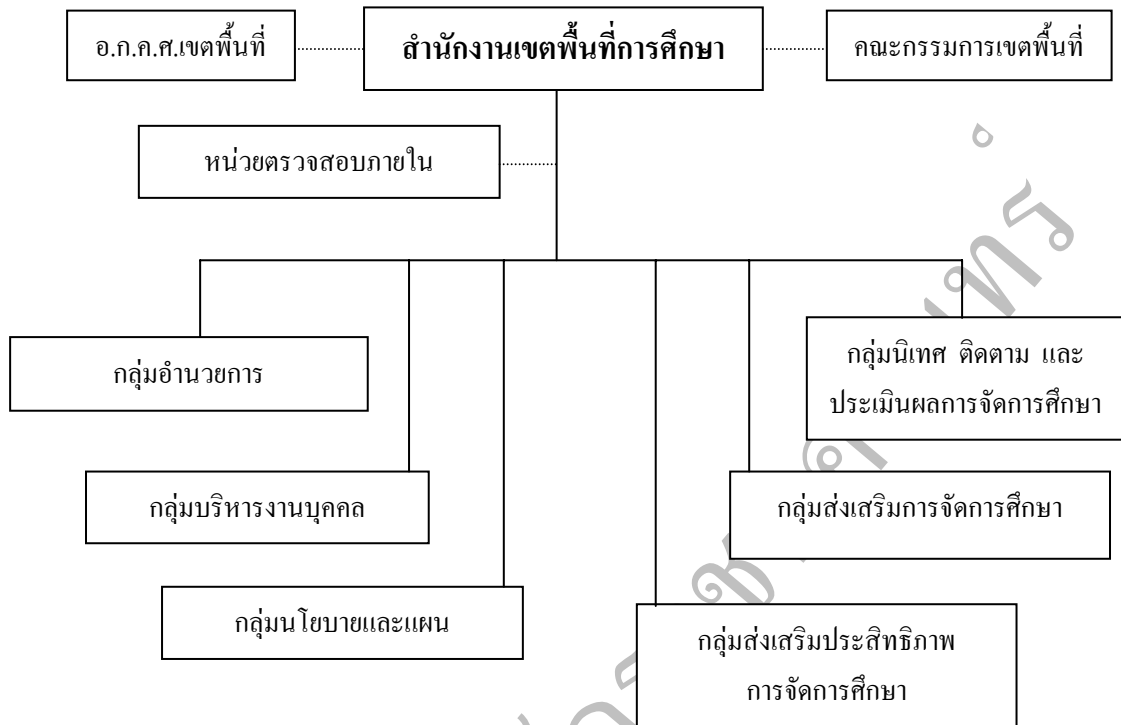 อ.ก.ค.ศ.เขตพื้นที่
สำนักงานเขตพื้นที่การศึกษา
คณะกรรมการเขตพื้นที่
หน่วยตรวจสอบภายใน
กลุ่มอำนวยการ
กลุ่มนิเทศ ติดตาม และ
ประเมินผลการจัดการศึกษา
กลุ่มบริหารงานบุคคล
กลุ่มส่งเสริมการจัดการศึกษา
กลุ่มนโยบายและแผน
กลุ่มส่งเสริมประสิทธิภาพ
การจัดการศึกษา